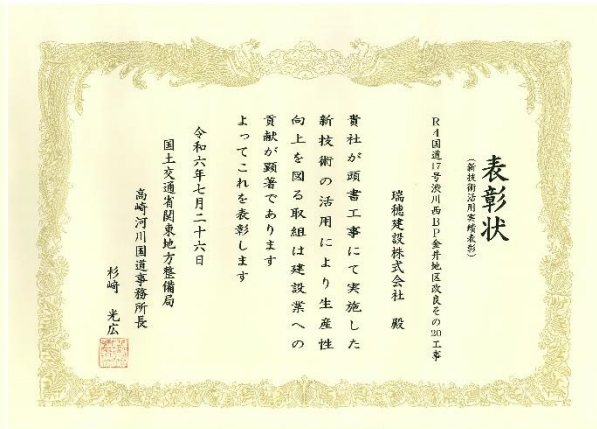 表彰状
(新技術活用実績表彰)
R4国道17号渋川西BP金井地区改良その20工事
瑞穂建設株式会社 殿
貴社が頭書工事にて実施した
新技術の活用により生産性
向上を図る取組は建設業への
貢献が顕著であります
よってこれを表彰します
令和六年七月二十六日
国土交通省関東地方整備局
高崎河川国道事務所長
杉崎 光広